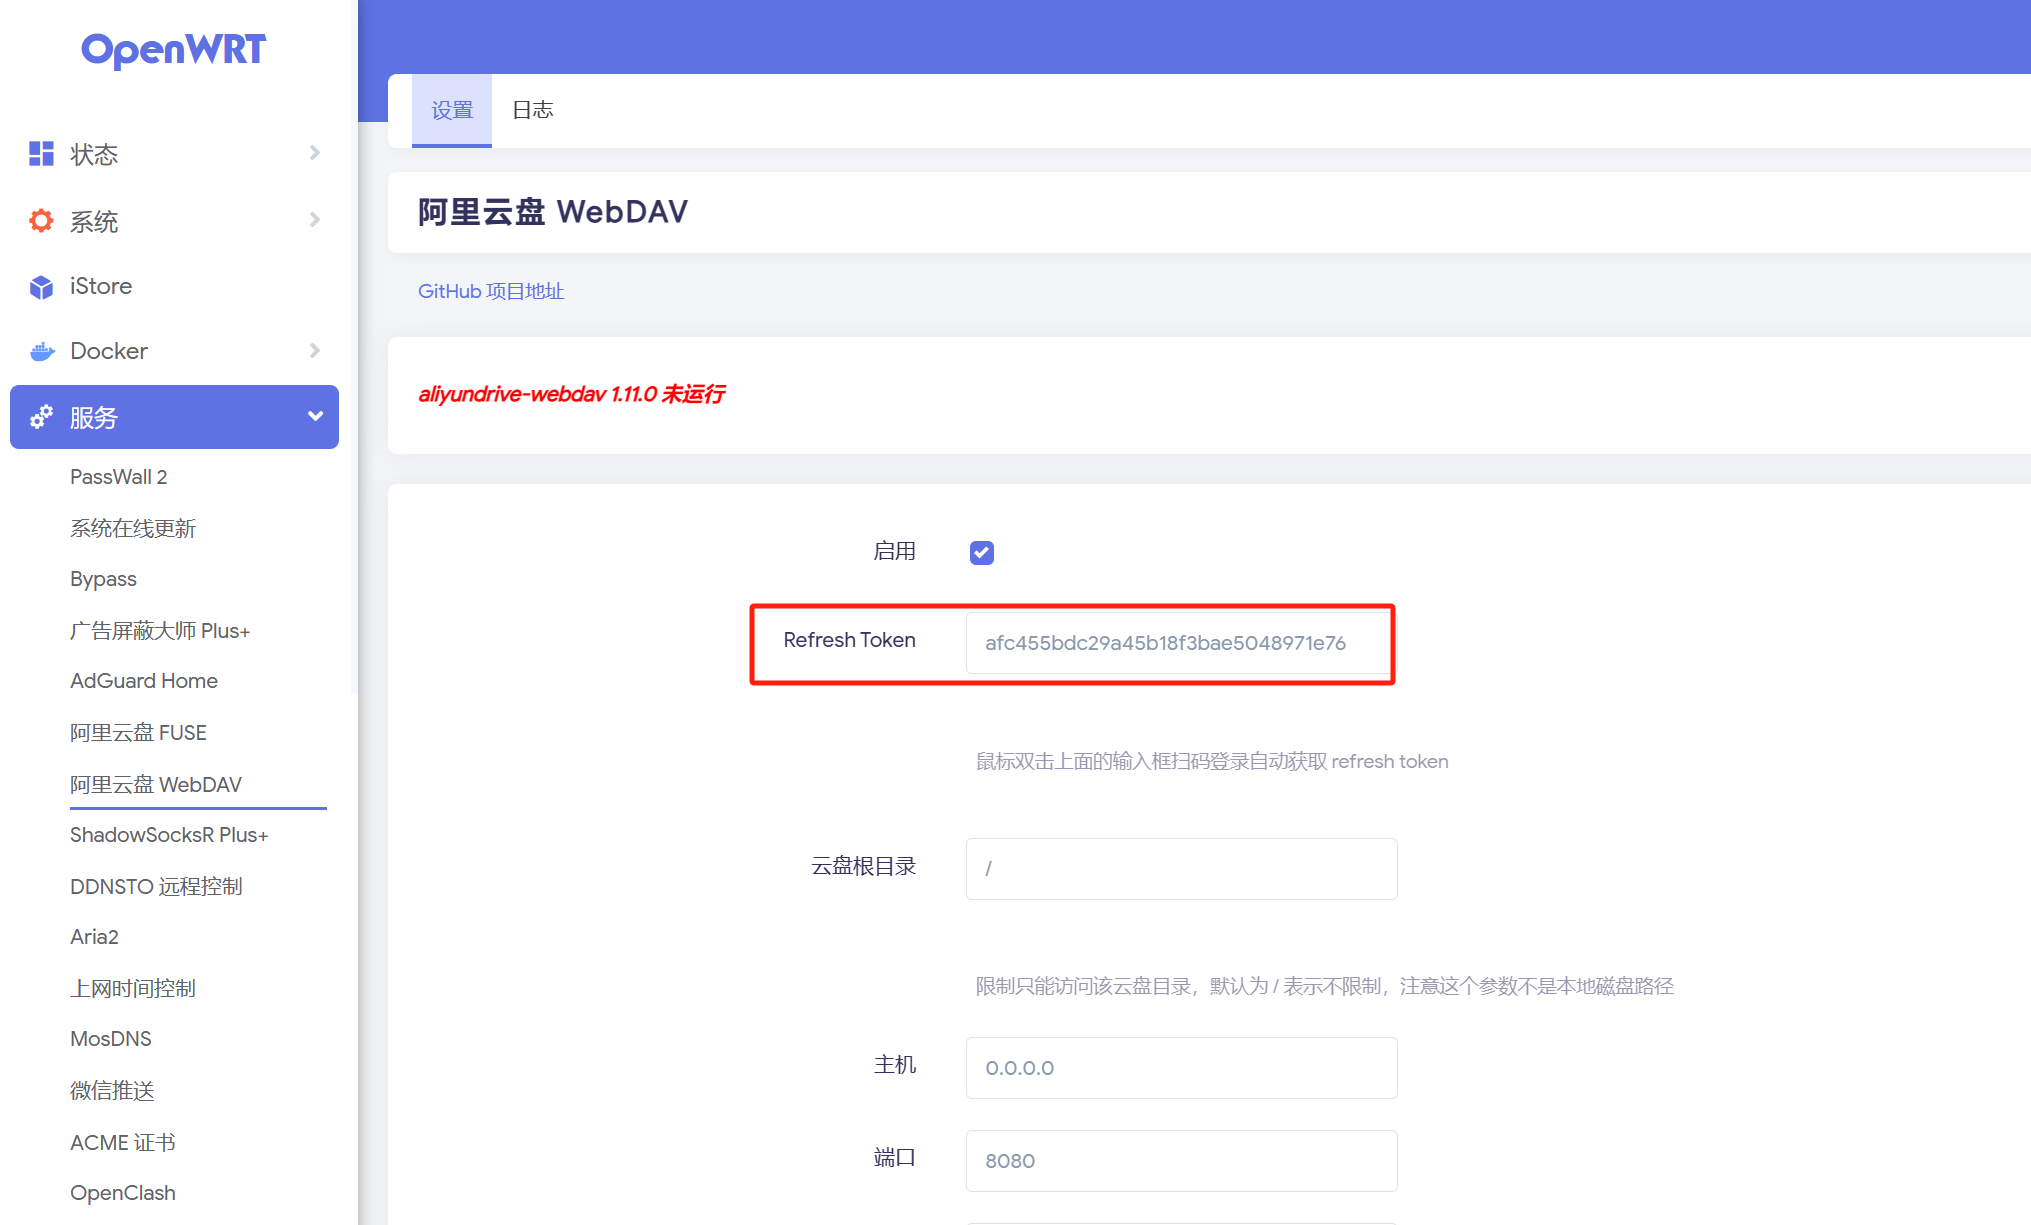 OpenWRT
状态
系统
iStore
Docker
服务
PassWall 2
系统在线更新
Bypass
广告屏蔽大师 Plus+
AdGuard Home
阿里云盘 FUSE
阿里云盘 WebDAV
ShadowSocksR Plus+
DDNSTO 远程控制
Aria2
上网时间控制
MosDNS
微信推送
ACME 证书
OpenClash
设置
日志
阿里云盘 WebDAV
GitHub 项目地址
aliyundrive-webdav 1.11.0 未运行
启用
Refresh Token
afc455bdc29a45b18f3bae5048971e76
鼠标双击上面的输入框扫码登录自动获取 refresh token
云盘根目录
/
限制只能访问该云盘目录，默认为 / 表示不限制，注意这个参数不是本地磁盘路径
主机
0.0.0.0
端口
8080